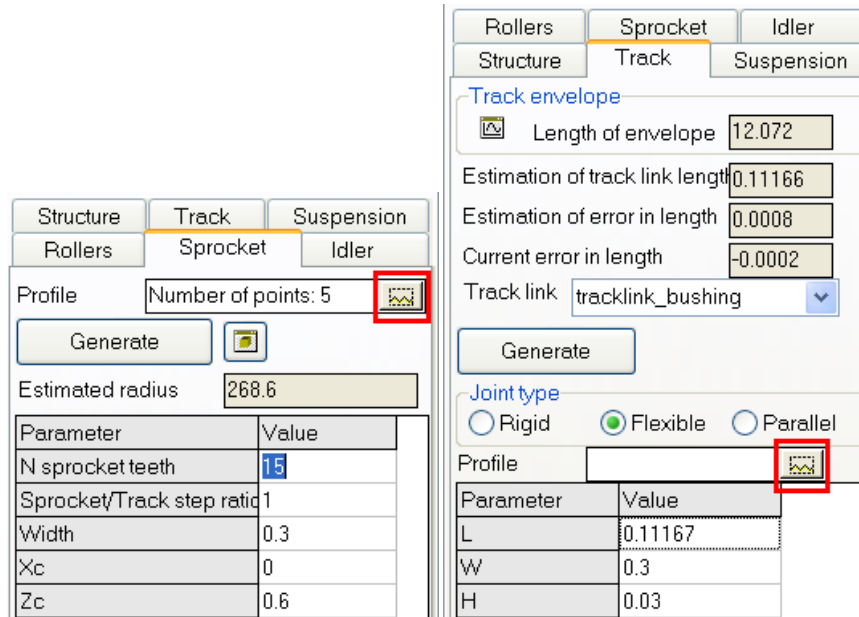 Structure Track Suspension
Rollers Sprocket Idler
Profile Number of points: 5
Generate
Estimated radius 268.6
Parameter Value
N sprocket teeth 15
Sprocket/Track step ratio 1
Width 0.3
Xc 0
Zc 0.6
Rollers Sprocket Idler
Structure Track Suspension
Track envelope
Length of envelope 12.072
Estimation of track link length 0.11166
Estimation of error in length 0.0008
Current error in length -0.0002
Track link tracklink_bushing
Generate
Joint type
Rigid Flexible Parallel
Profile
Parameter Value
L 0.11167
W 0.3
H 0.03